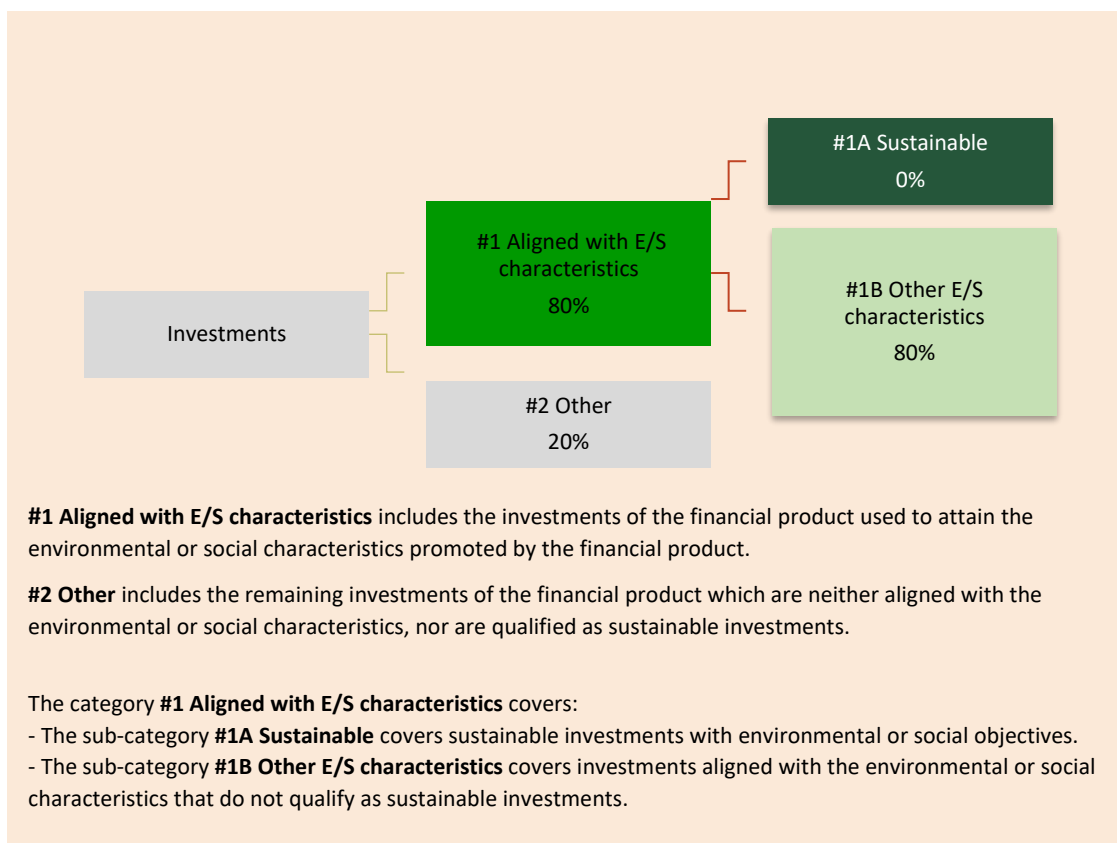 #1A Sustainable
0%
#1 Aligned with E/S
characteristics
80%
#1B Other E/S
characteristics
80%
Investments
#2 Other
20%
#1 Aligned with E/S characteristics includes the investments of the financial product used to attain the
environmental or social characteristics promoted by the financial product.
#2 Other includes the remaining investments of the financial product which are neither aligned with the
environmental or social characteristics, nor are qualified as sustainable investments.
The category #1 Aligned with E/S characteristics covers:
- The sub-category #1A Sustainable covers sustainable investments with environmental or social objectives.
- The sub-category #1B Other E/S characteristics covers investments aligned with the environmental or social
characteristics that do not qualify as sustainable investments.